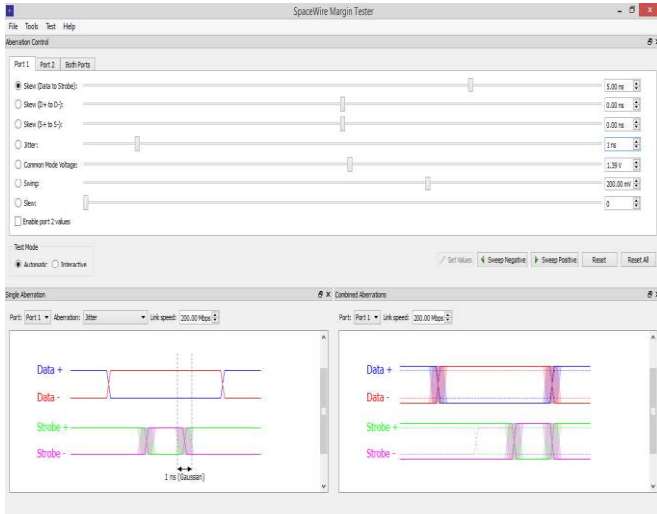 SpaceWire Margin Tester
File Tools Test Help
Aberration Control
Port 1 Port 2 Both Ports
Skew (Data to Strobe): 5.00 ns
Skew (D+ to D-): 0.00 ns
Skew (S+ to S-): 0.00 ns
Jitter: 1 ns
Common Mode Voltage: 1.39 V
Swing: 200.00 mV
Slew: 0
Enable port 2 values
Test Mode
Automatic Interactive
Set Values Sweep Negative Sweep Positive Reset Reset All
Single Aberration
Port: Port 1 Aberration: Jitter Link speed: 200.00 Mbps
Data +
Data -
Strobe +
Strobe -
1 ns (Gaussian)
Combined Aberrations
Port: Port 1 Link speed: 200.00 Mbps
Data +
Data -
Strobe +
Strobe -